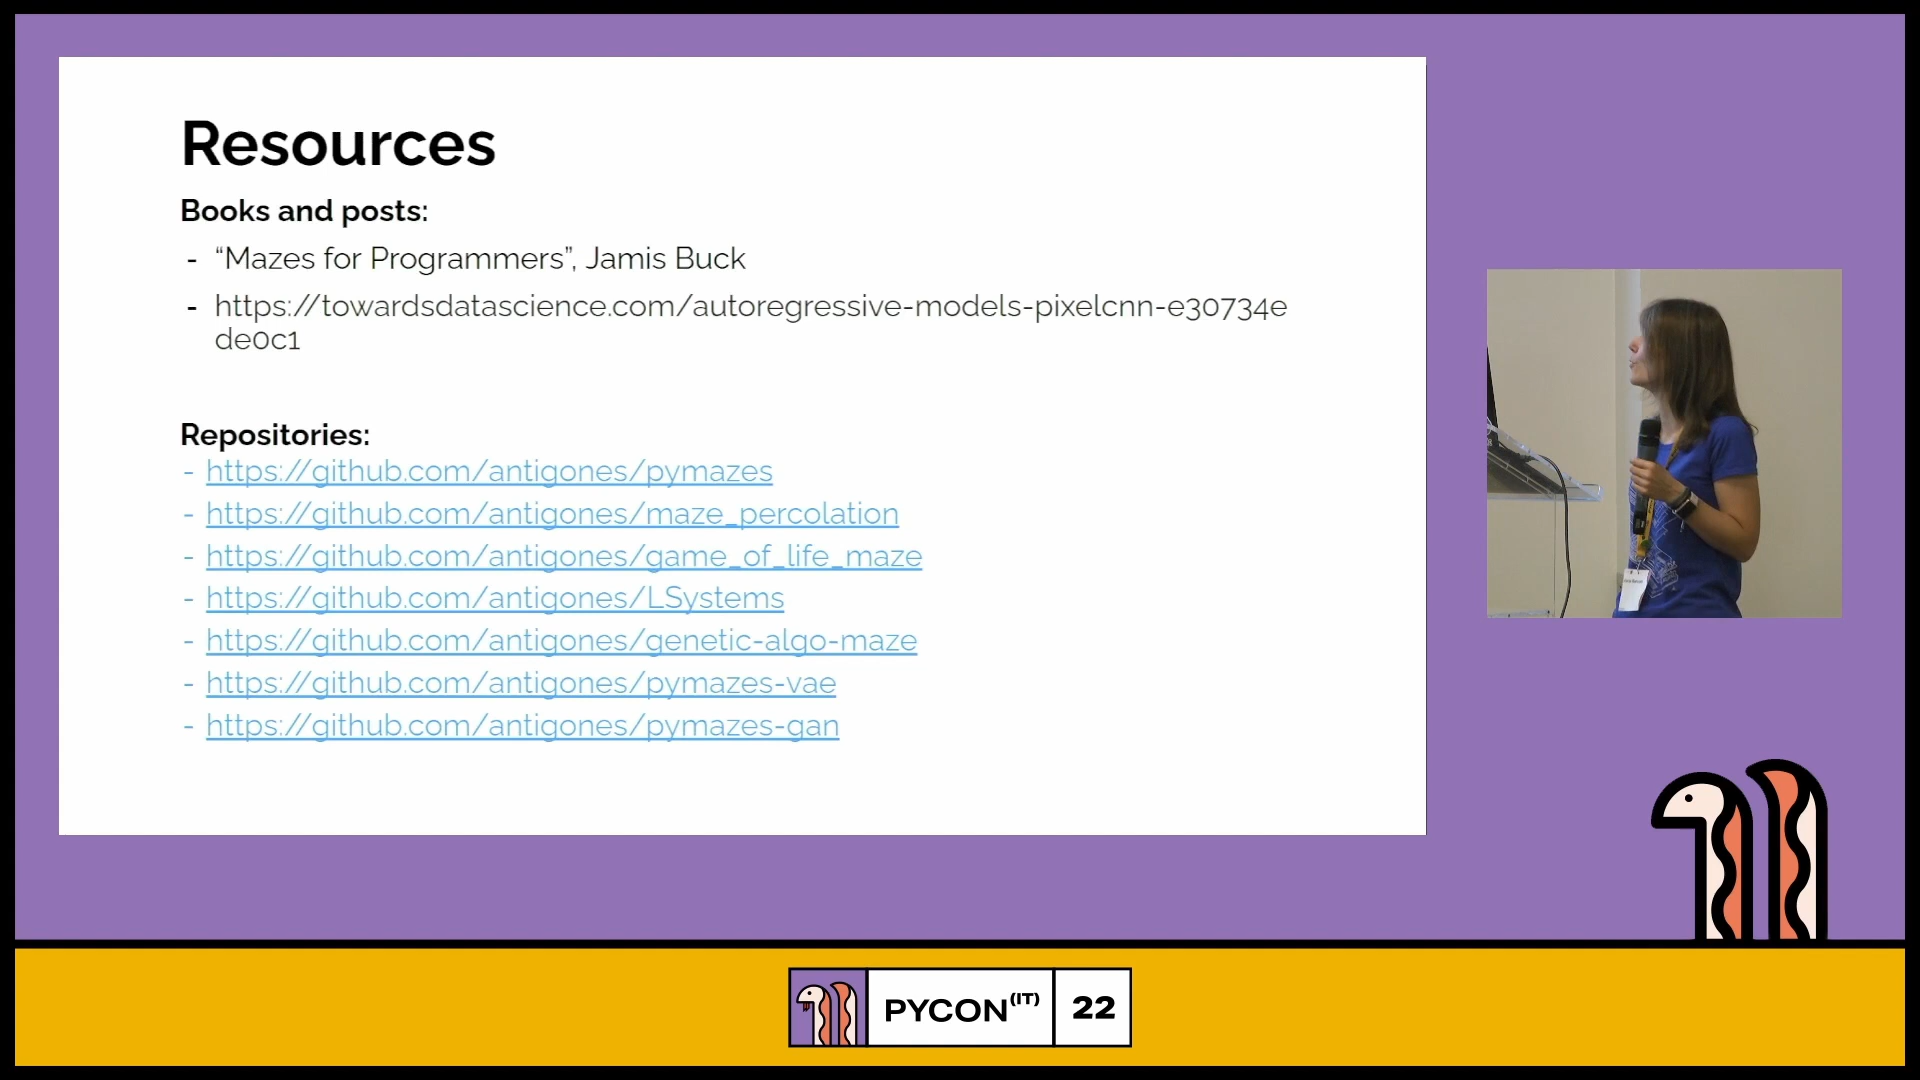 Resources
Books and posts:
- “Mazes for Programmers”, Jamis Buck
- https://towardsdatascience.com/autoregressive-models-pixelcnn-e30734e
de0c1
Repositories:
- https://github.com/antigones/pymazes
- https://github.com/antigones/maze_percolation
- https://github.com/antigones/game_of_life_maze
- https://github.com/antigones/LSystems
- https://github.com/antigones/genetic-algo-maze
- https://github.com/antigones/pymazes-vae
- https://github.com/antigones/pymazes-gan
PYCON(IT) 22